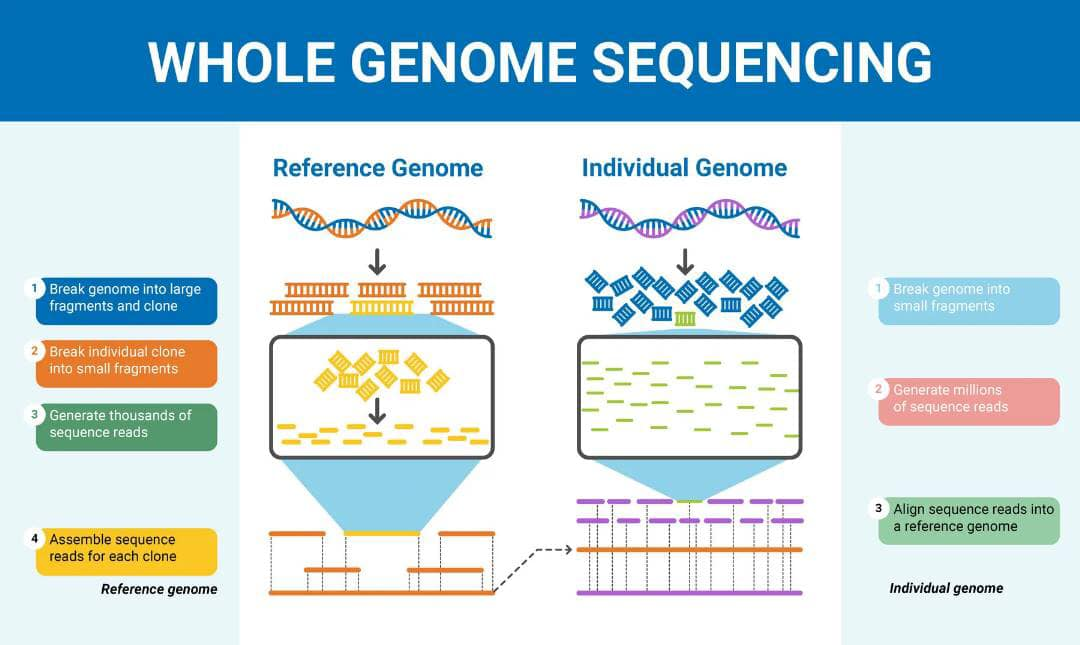 WHOLE GENOME SEQUENCING
Reference Genome
Individual Genome
1 Break genome into large
fragments and clone
2 Break individual clone
into small fragments
3 Generate thousands of
sequence reads
4 Assemble sequence
reads for each clone
Reference genome
1 Break genome into
small fragments
2 Generate millions
of sequence reads
3 Align sequence reads into
a reference genome
Individual genome